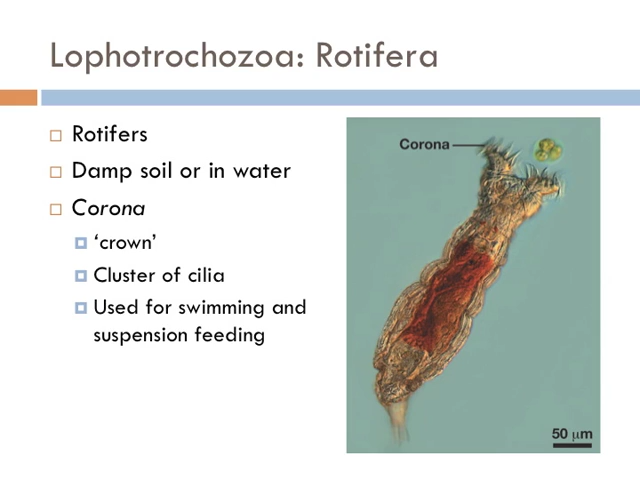 Lophotrochozoa: Rotifera
Rotifers
Damp soil or in water
Corona
‘crown’
Cluster of cilia
Used for swimming and
suspension feeding
Corona
50 μm